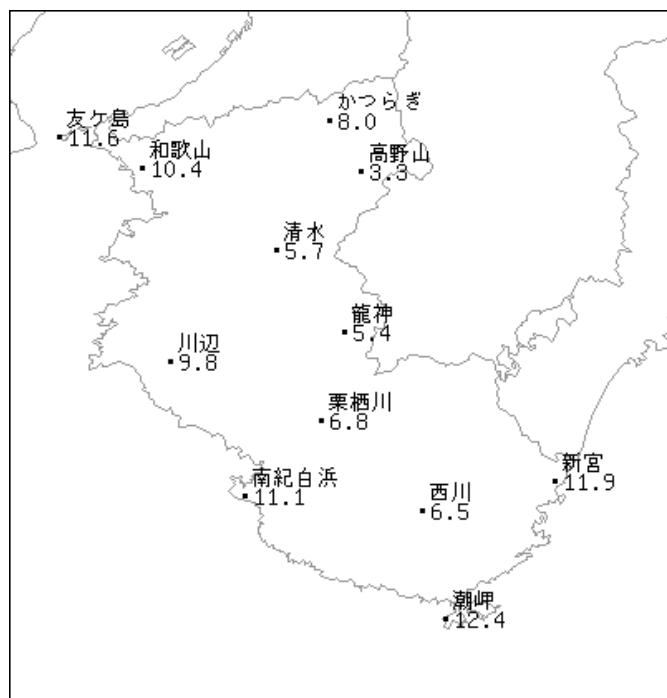 かつらぎ
8.0
友ケ島
11.6
和歌山
10.4
高野山
3.3
清水
5.7
龍神
5.4
川辺
9.8
栗栖川
6.8
新宮
11.9
南紀白浜
11.1
西川
6.5
潮岬
12.4